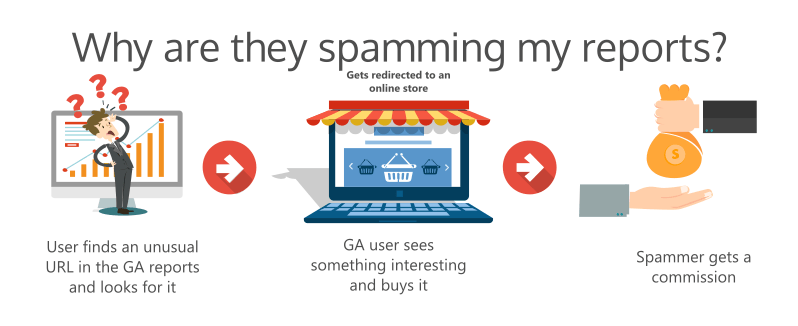 Why are they spamming my reports?
Gets redirected to an
online store
User finds an unusual
URL in the GA reports
and looks for it
GA user sees
something interesting
and buys it
Spammer gets a
commission
? ? ?
$